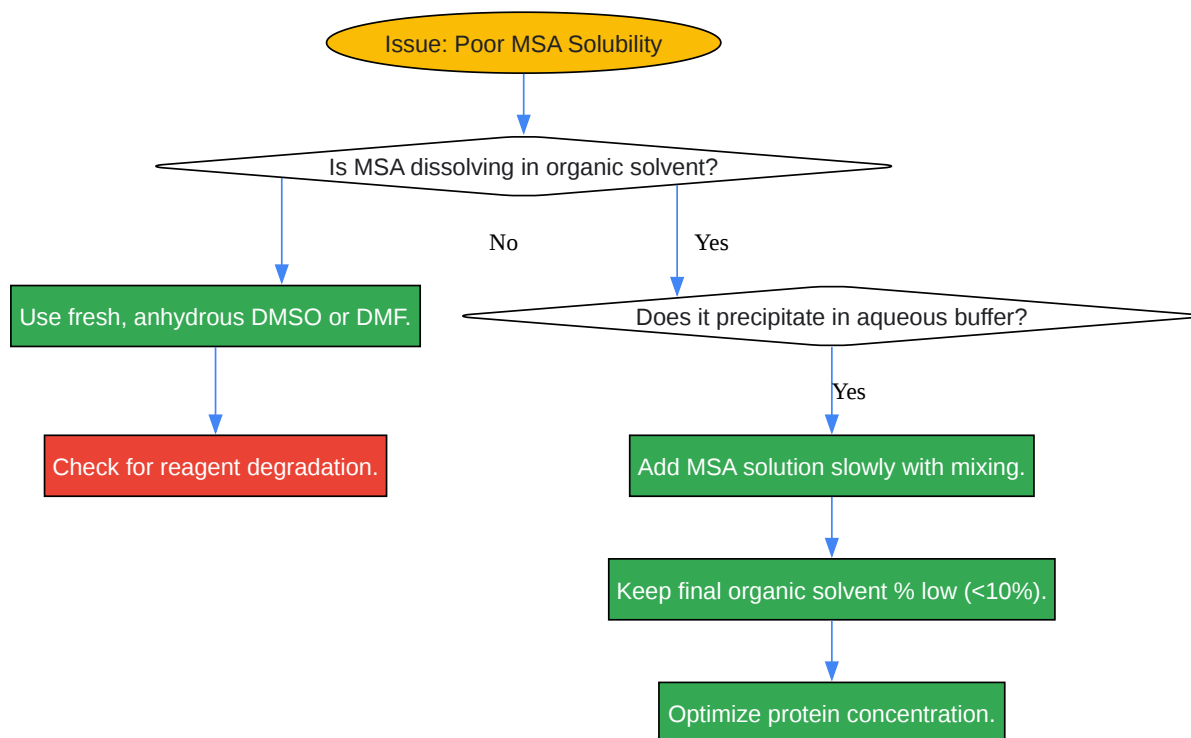 Issue: Poor MSA Solubility
Is MSA dissolving in organic solvent?
No
Yes
Use fresh, anhydrous DMSO or DMF.
Does it precipitate in aqueous buffer?
Yes
Check for reagent degradation.
Add MSA solution slowly with mixing.
Keep final organic solvent % low (<10%).
Optimize protein concentration.